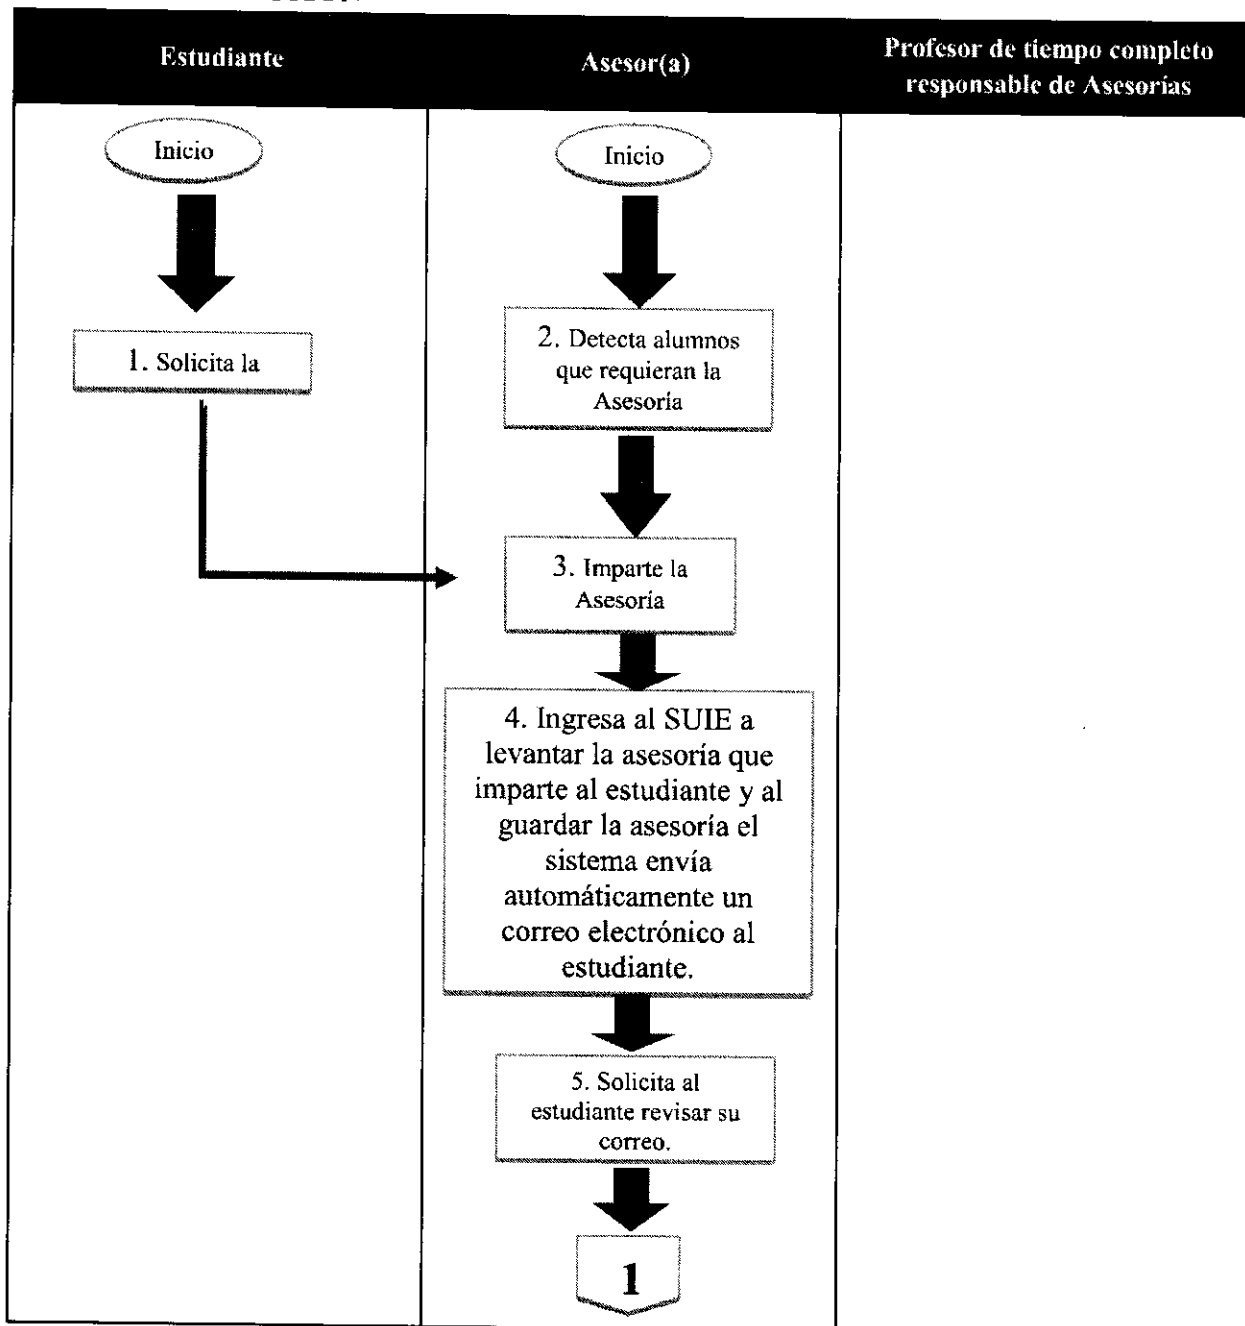 Estudiante
Asesor(a)
Profesor de tiempo completo
responsable de Asesorías
Inicio
Inicio
1. Solicita la
2. Detecta alumnos
que requieran la
Asesoría
3. Imparte la
Asesoría
4. Ingresa al SUIE a
levantar la asesoría que
imparte al estudiante y al
guardar la asesoría el
sistema envía
automáticamente un
correo electrónico al
estudiante.
5. Solicita al
estudiante revisar su
correo.
1